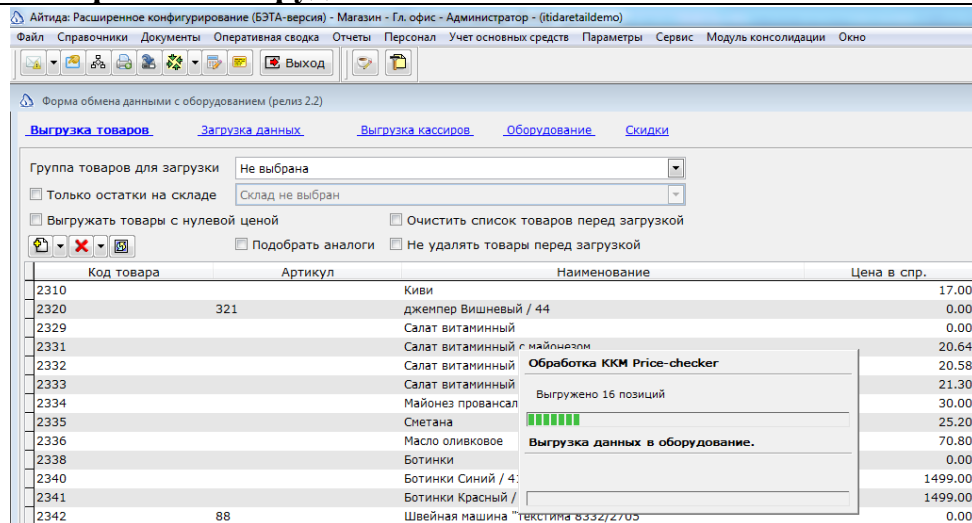 Айтида: Расширенное конфигурирование (БЭТА-версия) - Магазин - Гл. офис - Администратор - (itidaretaildemo)
Файл Справочники Документы Оперативная сводка Отчеты Персонал Учет основных средств Параметры Сервис Модуль консолидации Окно
Выход
Форма обмена данными с оборудованием (релиз 2.2)
Выгрузка товаров Загрузка данных Выгрузка кассиров Оборудование Скидки
Группа товаров для загрузки Не выбрана
Только остатки на складе Склад не выбран
Выгружать товары с нулевой ценой Очистить список товаров перед загрузкой
Подобрать аналоги Не удалять товары перед загрузкой
Код товара Артикул Наименование Цена в спр.
2310 Киви 17.00
2320 321 джемпер Вишневый / 44 0.00
2329 Салат витаминный 0.00
2331 Салат витаминный с майонезом 20.64
2332 Салат витаминный 20.58
2333 Салат витаминный 21.30
2334 Майонез провансал 30.00
2335 Сметана 25.20
2336 Масло оливковое 70.80
2338 Ботинки 0.00
2340 Ботинки Синий / 41 1499.00
2341 Ботинки Красный / 1499.00
2342 88 Швейная машина "Текстима 8332/2705 0.00
Обработка ККМ Price-checker
Выгружено 16 позиций
Выгрузка данных в оборудование.